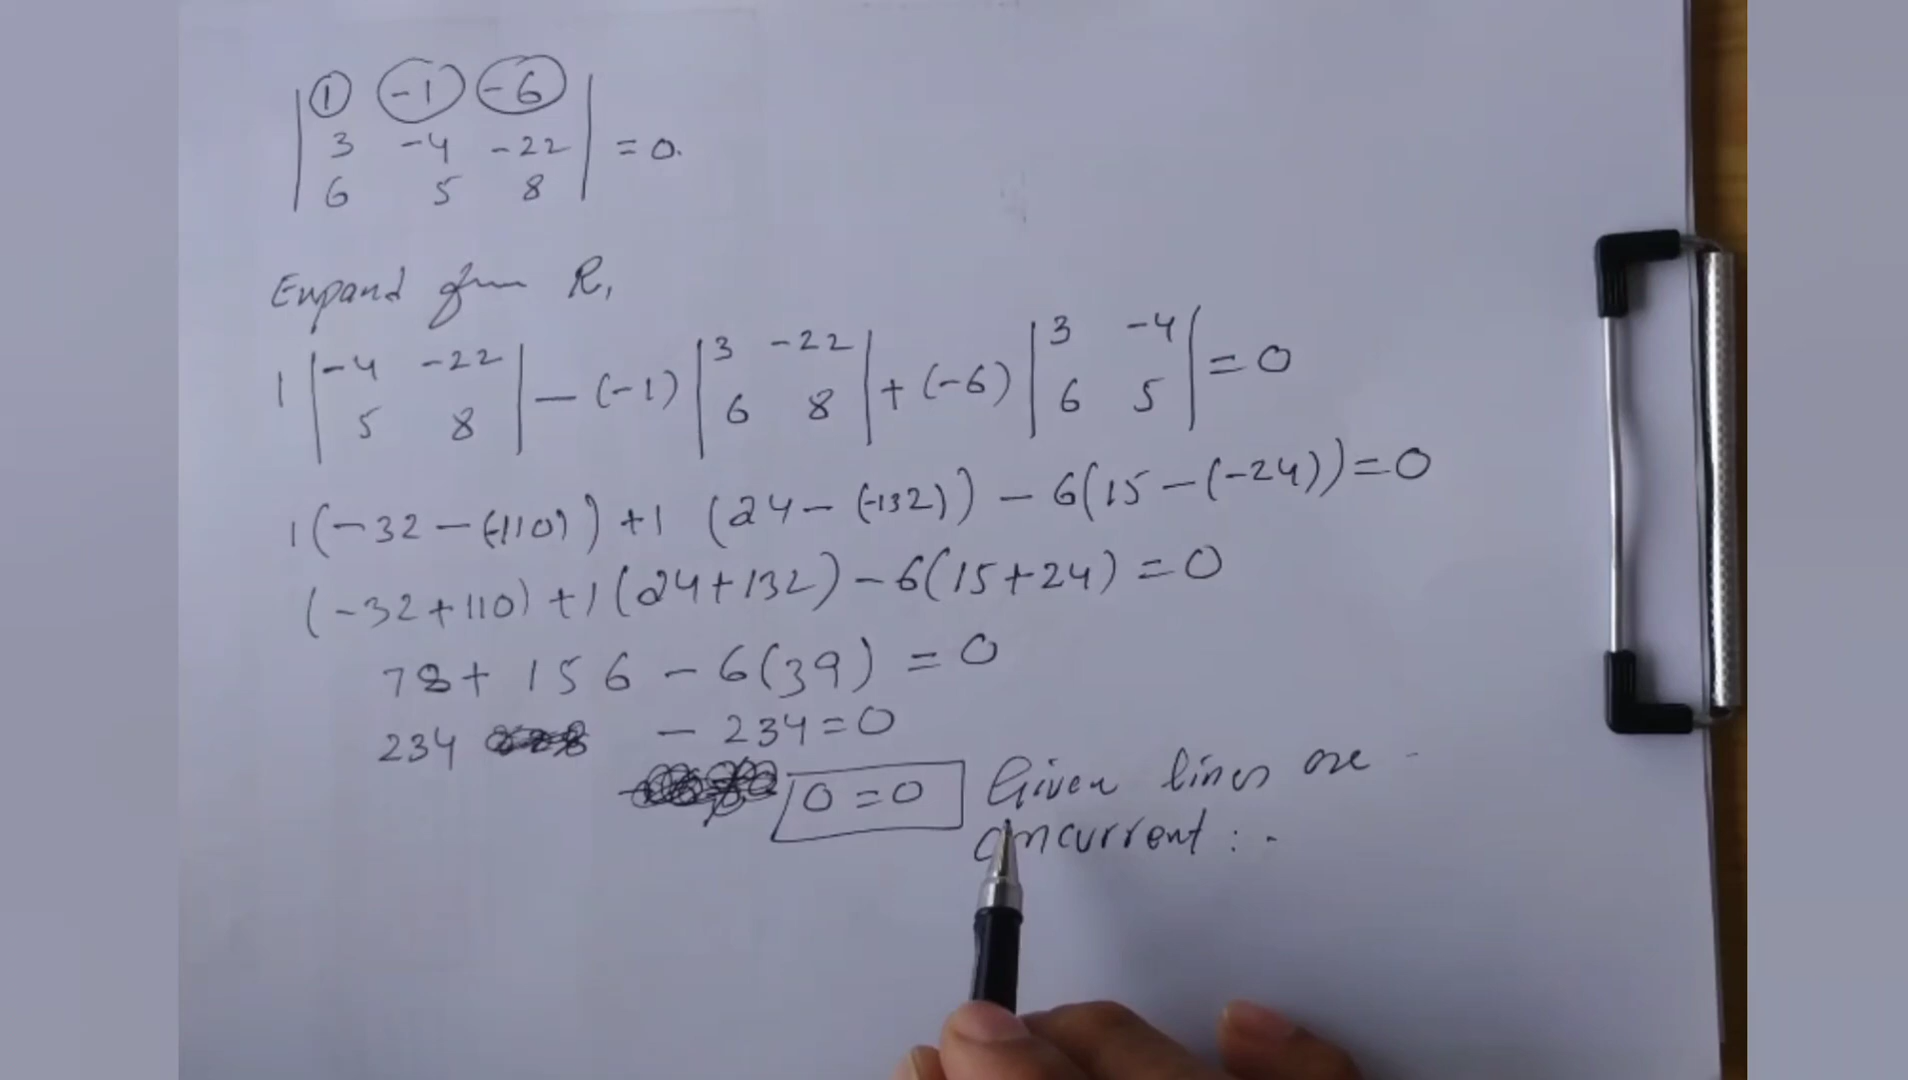 | 1 -1 -6 |
| 3 -4 -22 | = 0.
| 6 5 8 |
Expand from R₁
1 | -4 -22 | - (-1) | 3 -22 | + (-6) | 3 -4 | = 0
| 5 8 | | 6 8 | | 6 5 |
1(-32-(-110)) + 1 (24-(-132)) - 6(15-(-24)) = 0
(-32+110) + 1(24+132) - 6(15+24) = 0
78 + 156 - 6(39) = 0
234 - 234 = 0
0 = 0 Given lines are
concurrent :.